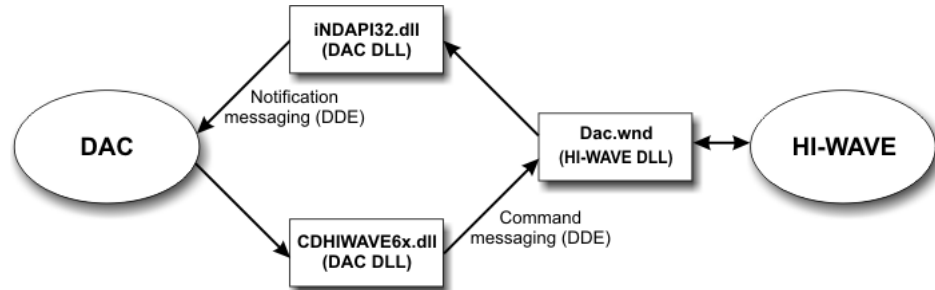 iNDAPI32.dll
(DAC DLL)
Notification
messaging (DDE)
DAC
Dac.wnd
(HI-WAVE DLL)
HI-WAVE
CDHIWAVE6x.dll
(DAC DLL)
Command
messaging (DDE)